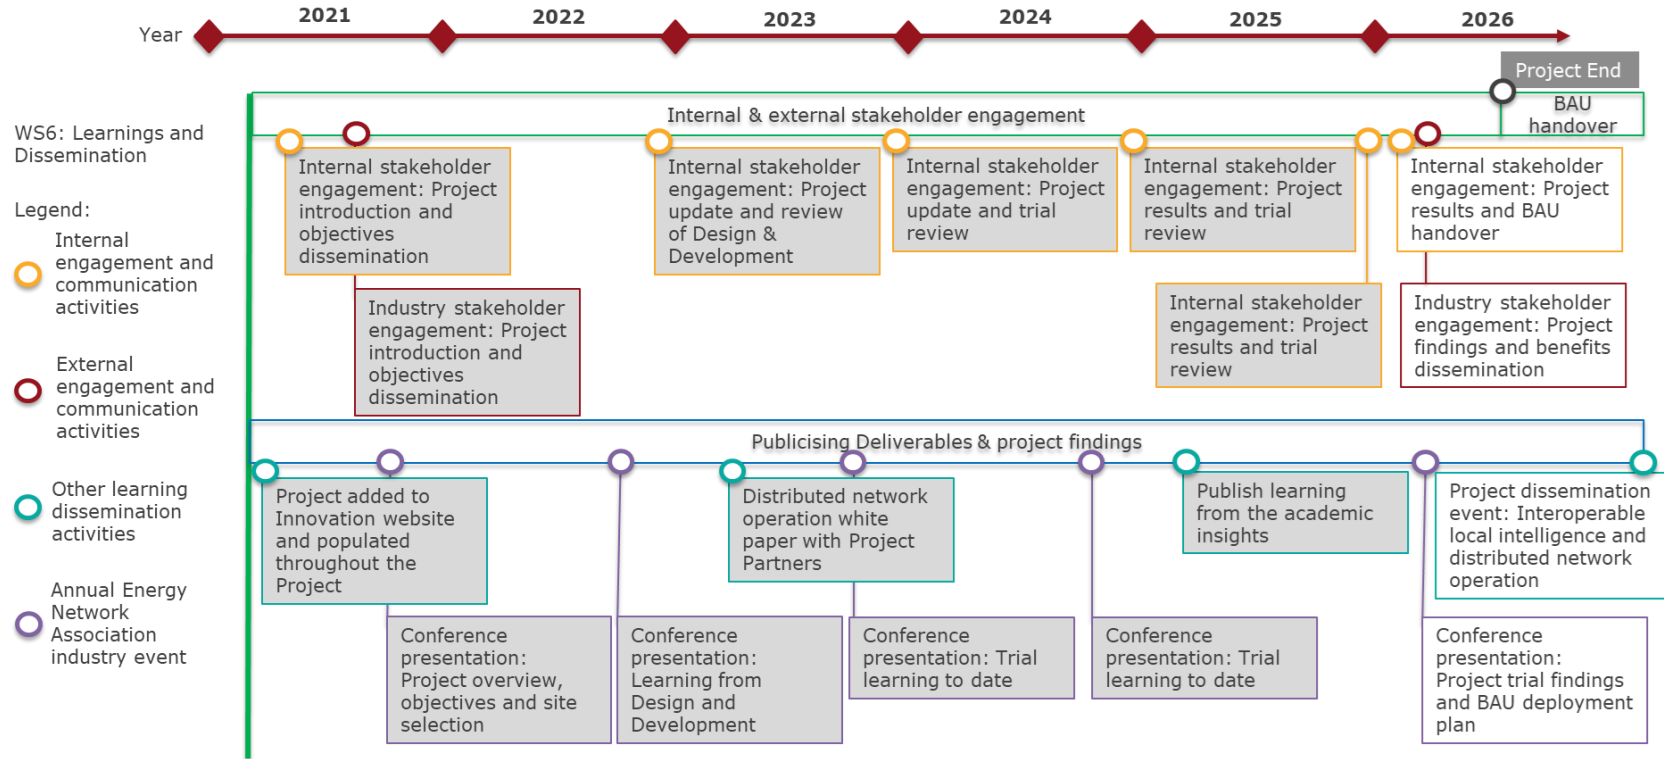 2021
2022
2023
2024
2025
2026
Year
Project End
BAU
handover
Internal & external stakeholder engagement
WS6: Learnings and
Dissemination
Internal stakeholder
engagement: Project
introduction and
objectives
dissemination
Internal stakeholder
engagement: Project
update and review
of Design &
Development
Internal stakeholder
engagement: Project
update and trial
review
Internal stakeholder
engagement: Project
results and trial
review
Internal stakeholder
engagement: Project
results and BAU
handover
Industry stakeholder
engagement: Project
introduction and
objectives
dissemination
Internal stakeholder
engagement: Project
results and trial
review
Industry stakeholder
engagement: Project
findings and benefits
dissemination
Legend:
Internal
engagement and
communication
activities
External
engagement and
communication
activities
Other learning
dissemination
activities
Annual Energy
Network
Association
industry event
Publicising Deliverables & project findings
Project added to
Innovation website
and populated
throughout the
Project
Distributed network
operation white
paper with Project
Partners
Publish learning
from the academic
insights
Project dissemination
event: Interoperable
local intelligence and
distributed network
operation
Conference
presentation:
Project overview,
objectives and site
selection
Conference
presentation:
Learning from
Design and
Development
Conference
presentation: Trial
learning to date
Conference
presentation: Trial
learning to date
Conference
presentation:
Project trial findings
and BAU deployment
plan